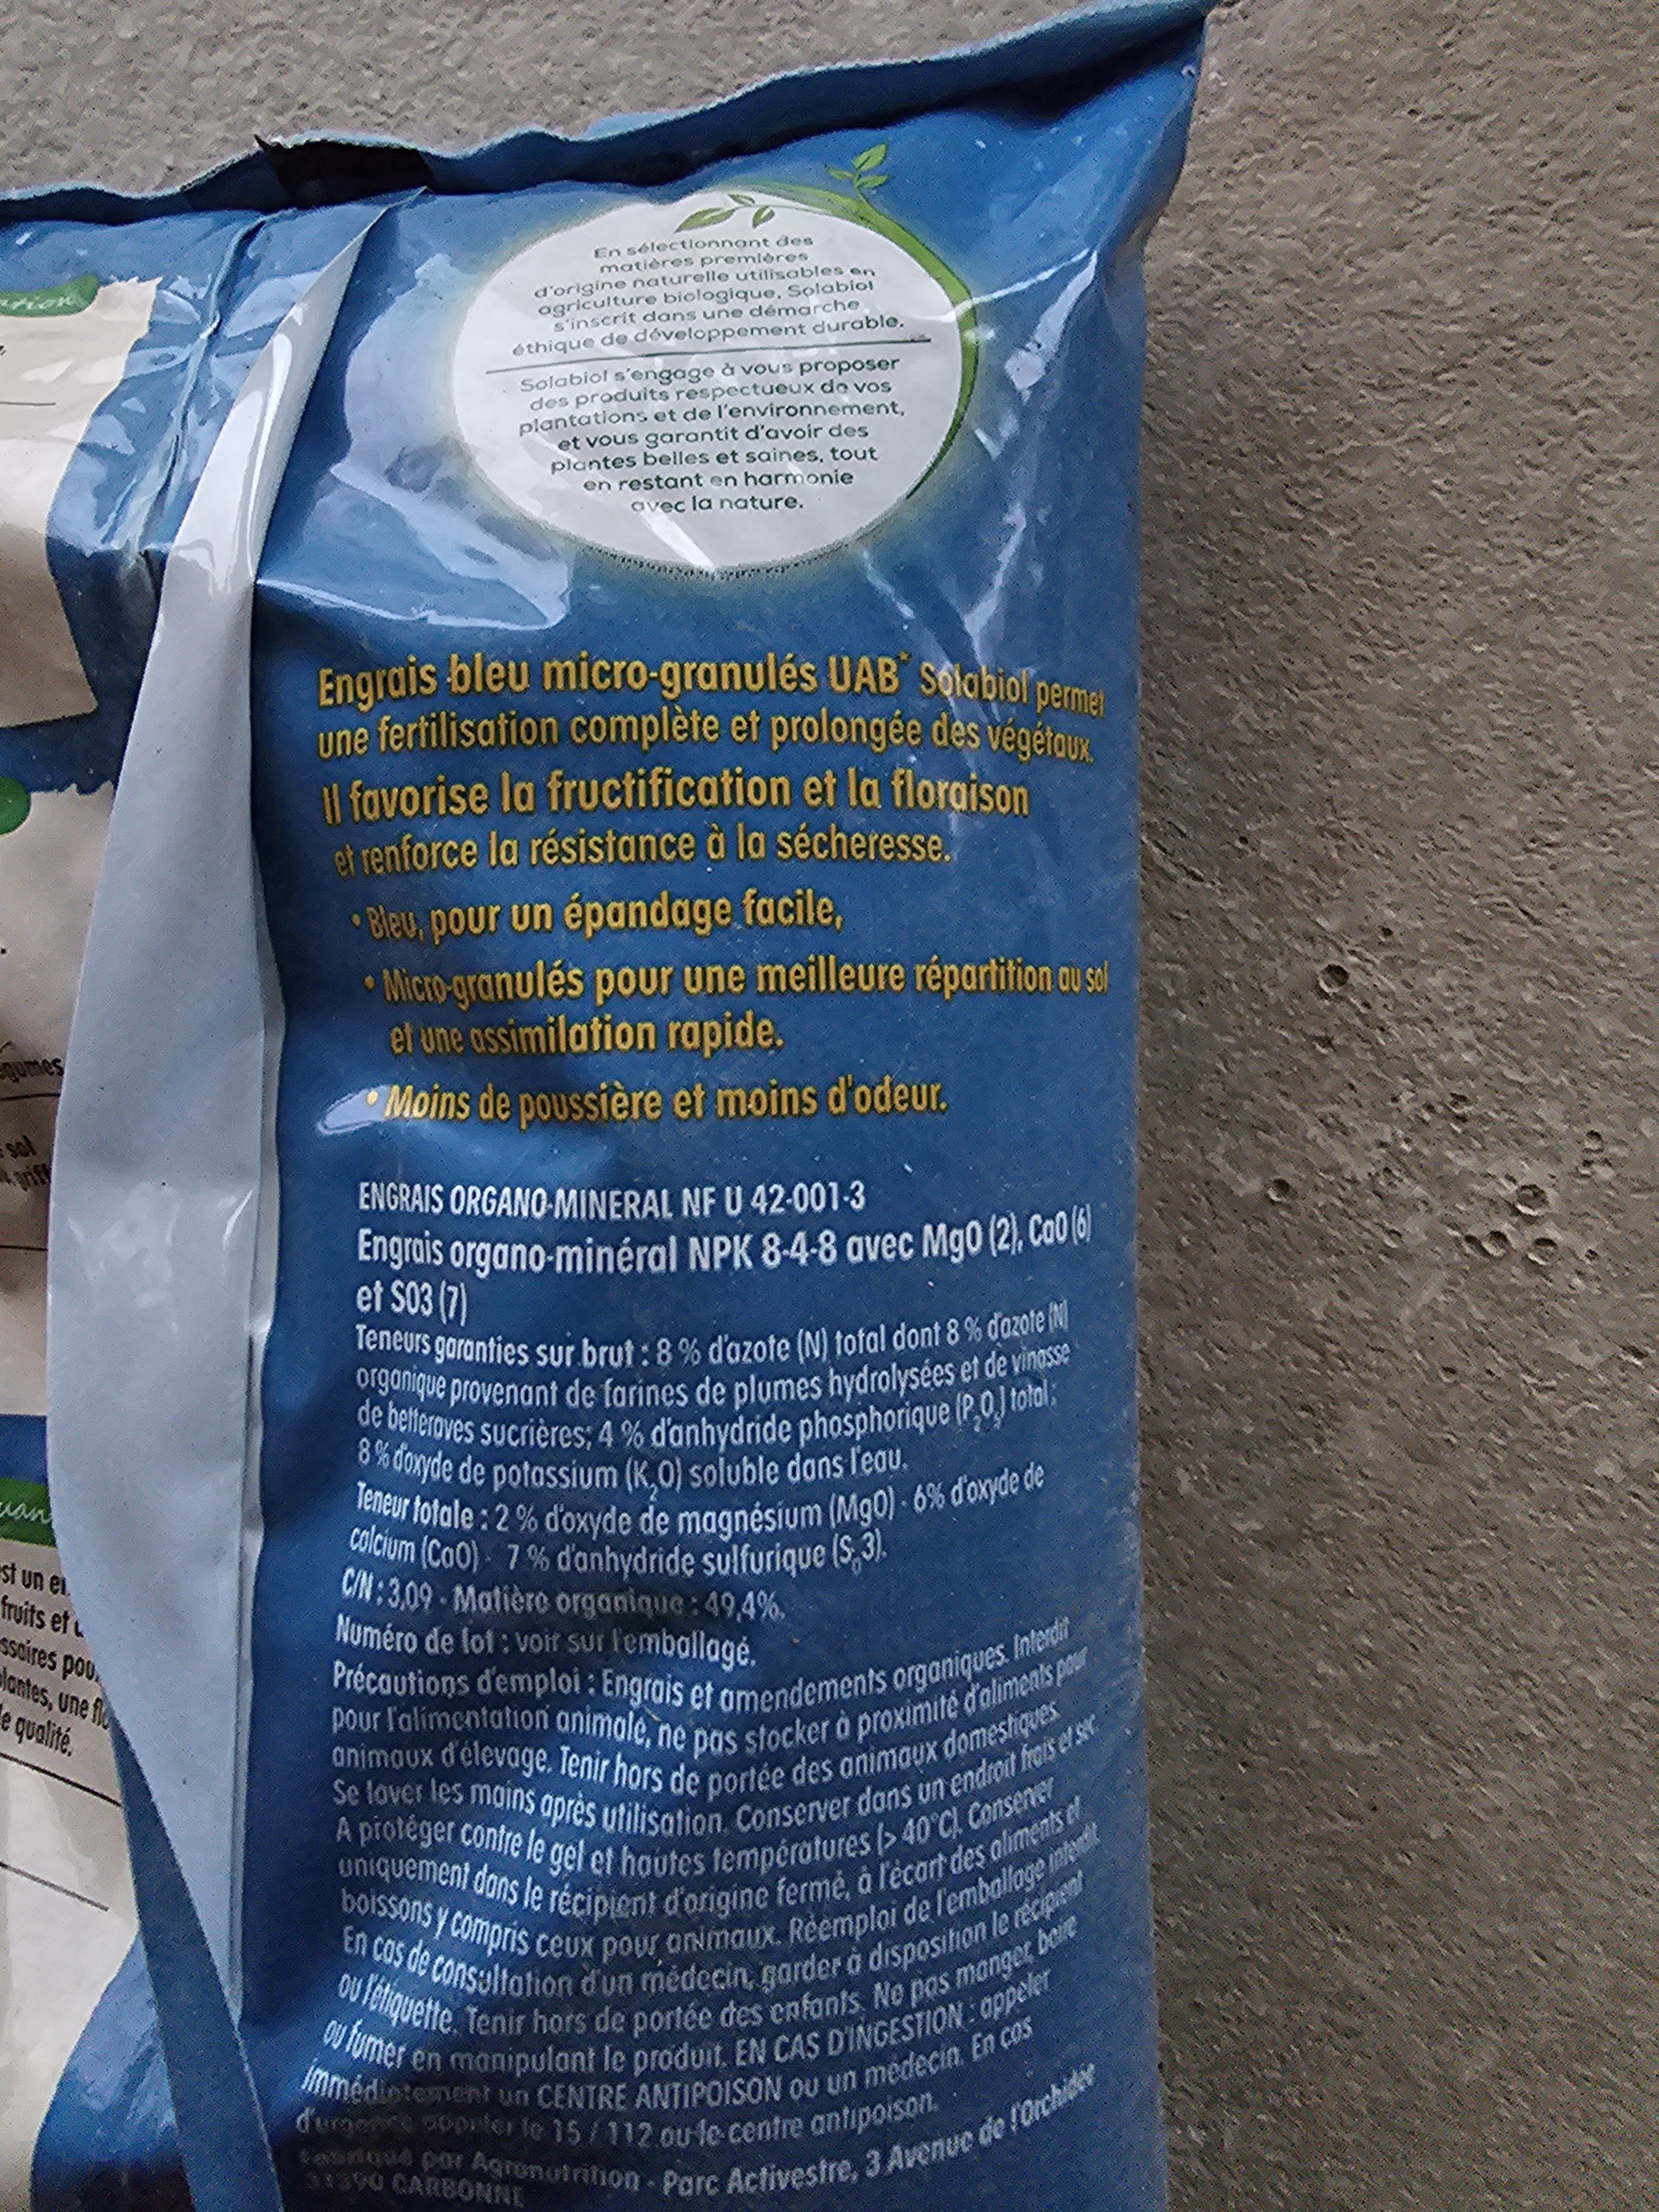 En sélectionnant des
matières premières
d'origine naturelle utilisables en
agriculture biologique, Solabiol
s'inscrit dans une démarche
éthique de développement durable.
Solabiol s'engage à vous proposer
des produits respectueux de vos
plantations et de l'environnement,
et vous garantit d'avoir des
plantes belles et saines, tout
en restant en harmonie
avec la nature.
Engrais bleu micro-granulés UAB* Solabiol permet
une fertilisation complète et prolongée des végétaux.
Il favorise la fructification et la floraison
et renforce la résistance à la sécheresse.
• Bleu, pour un épandage facile,
• Micro-granulés pour une meilleure répartition au sol
et une assimilation rapide.
• Moins de poussière et moins d'odeur.
ENGRAIS ORGANO-MINERAL NF U 42-001-3
Engrais organo-minéral NPK 8-4-8 avec MgO (2), CaO (6)
et SO3 (7)
Teneurs garanties sur brut : 8 % d'azote (N) total dont 8 % d'azote (N)
organique provenant de farines de plumes hydrolysées et de vinasse
de betteraves sucrières; 4 % d'anhydride phosphorique (P₂O₅) total;
8 % d'oxyde de potassium (K₂O) soluble dans l'eau.
Teneur totale : 2 % d'oxyde de magnésium (MgO) - 6% d'oxyde de
calcium (CaO) - 7 % d'anhydride sulfurique (S₀3).
C/N : 3,09 - Matière organique : 49,4%.
Numéro de lot : voir sur l'emballage.
Précautions d'emploi : Engrais et amendements organiques. Interdit
pour l'alimentation animale, ne pas stocker à proximité d'aliments pour
animaux d'élevage. Tenir hors de portée des animaux domestiques.
Se laver les mains après utilisation. Conserver dans un endroit frais et sec.
A protéger contre le gel et hautes températures (> 40°C). Conserver
uniquement dans le récipient d'origine fermé, à l'écart des aliments et
boissons y compris ceux pour animaux. Réemploi de l'emballage interdit.
En cas de consultation d'un médecin, garder à disposition le récipient
ou l'étiquette. Tenir hors de portée des enfants. Ne pas manger, boire
ou fumer en manipulant le produit. EN CAS D'INGESTION : appeler
immédiatement un CENTRE ANTIPOISON ou un médecin. En cas
d'urgence appeler le 15 / 112 ou le centre antipoison.
Fabriqué par Agronutrition - Parc Activestre, 3 Avenue de l'Orchidée
31390 CARBONNE
gumes
sol
st un
fruits et
ssaires pou
lantes, une
qualité.